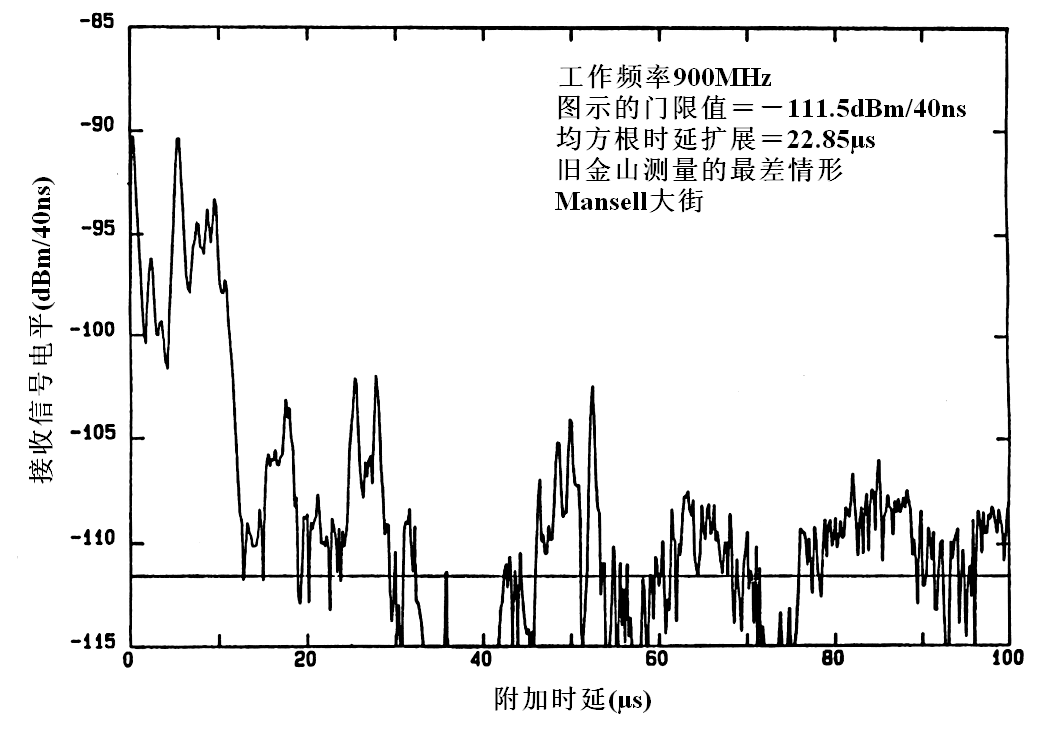 -85
-90
-95
-100
-105
-110
-115
接收信号电平(dBm/40ns)
工作频率900MHz
图示的门限值＝－111.5dBm/40ns
均方根时延扩展＝22.85μs
旧金山测量的最差情形
Mansell大街
0 20 40 60 80 100
附加时延(μs)